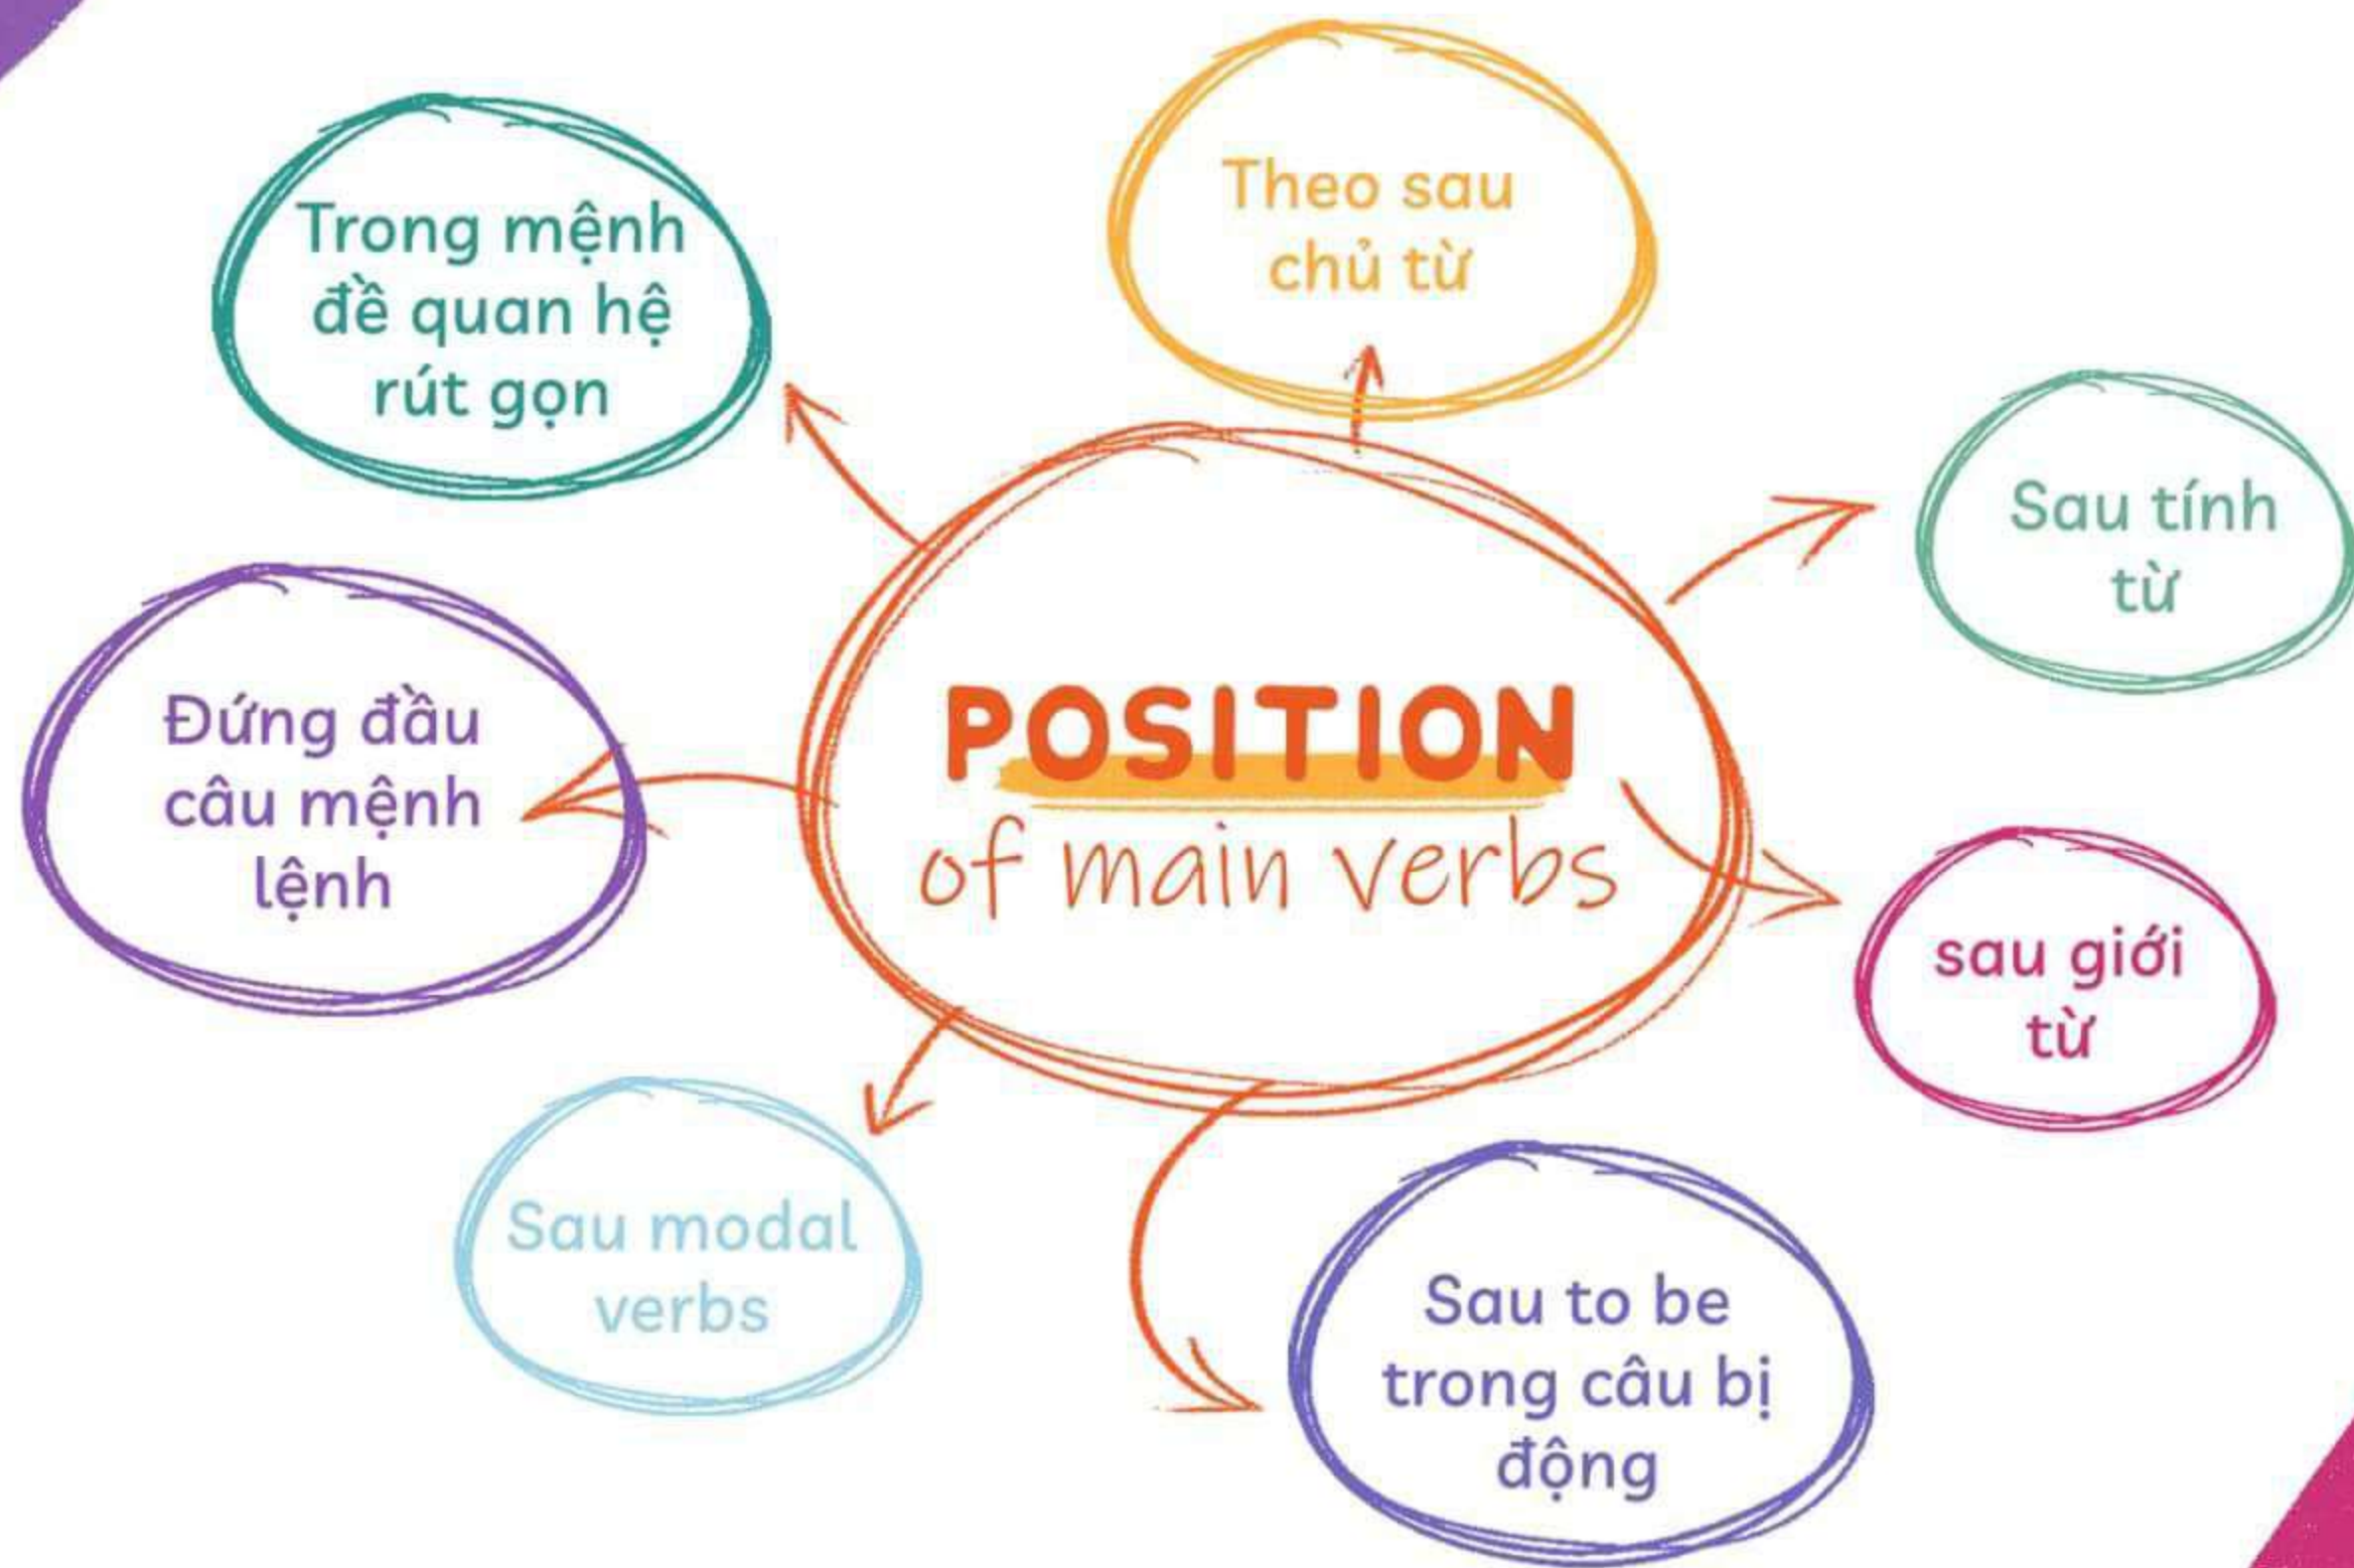 Theo sau
chủ từ
Trong mệnh
đề quan hệ
rút gọn
Sau tính
từ
Đứng đầu
câu mệnh
lệnh
POSITION
of main verbs
sau giới
từ
Sau modal
verbs
Sau to be
trong câu bị
động